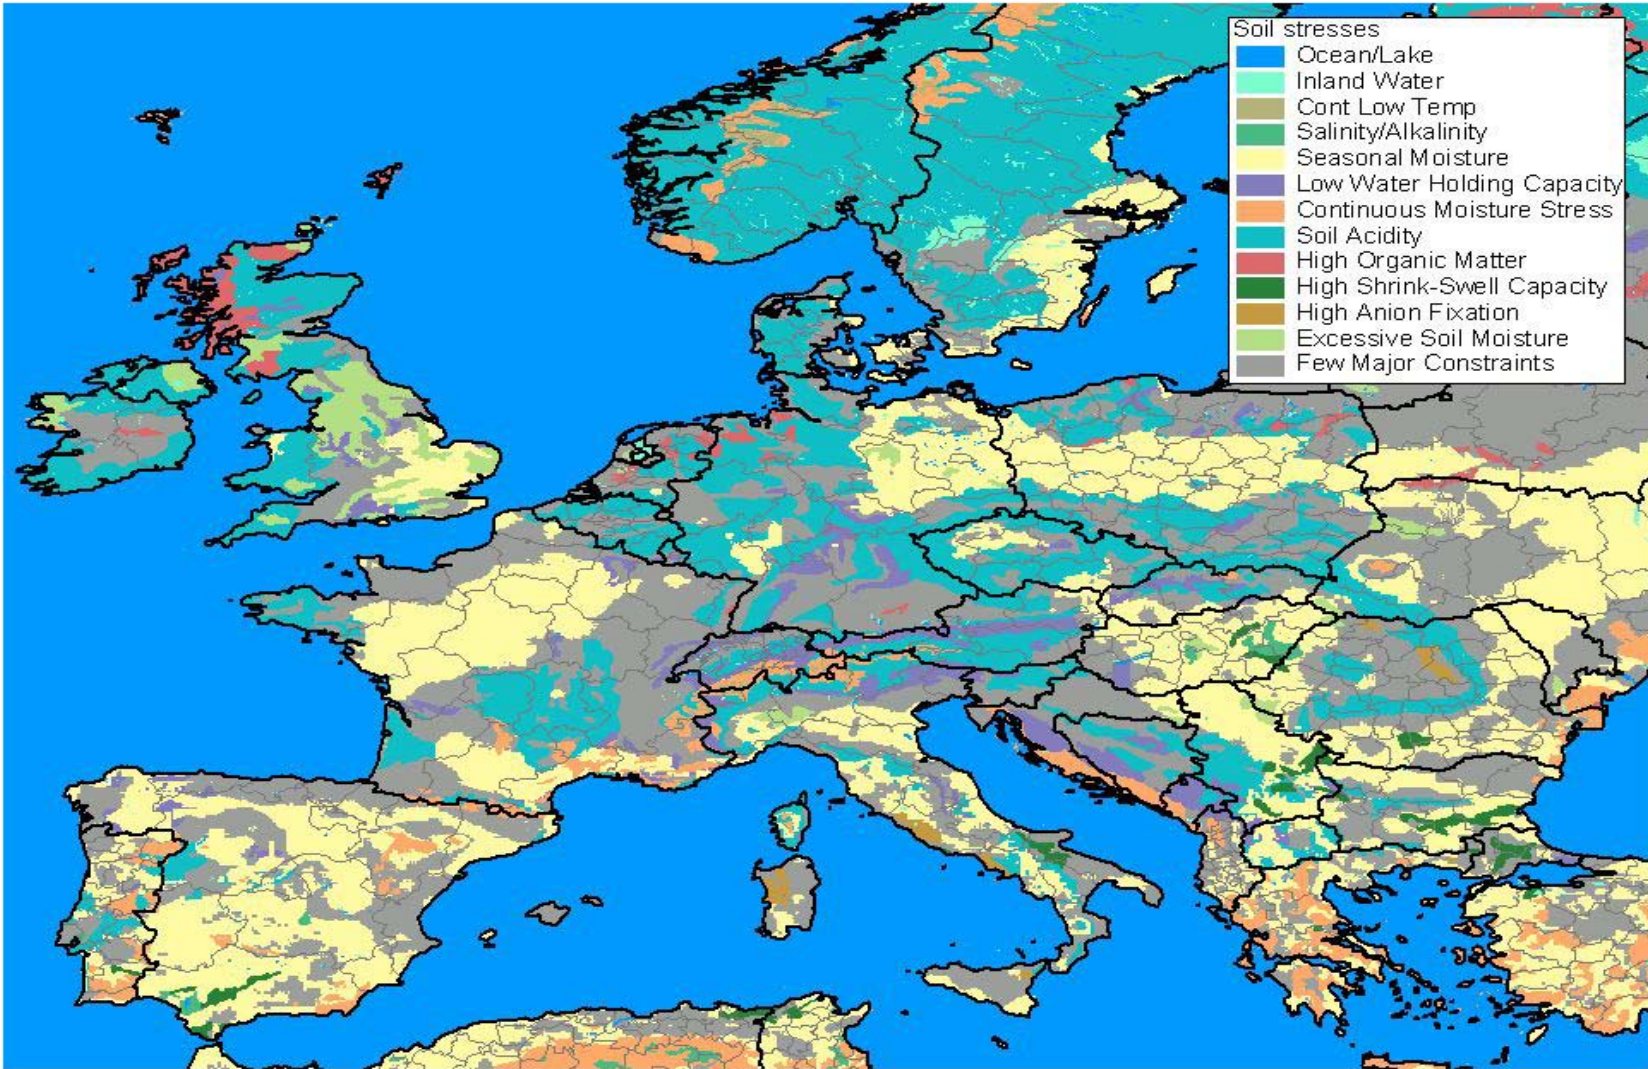 Soil stresses
Ocean/Lake
Inland Water
Cont Low Temp
Salinity/Alkalinity
Seasonal Moisture
Low Water Holding Capacity
Continuous Moisture Stress
Soil Acidity
High Organic Matter
High Shrink-Swell Capacity
High Anion Fixation
Excessive Soil Moisture
Few Major Constraints